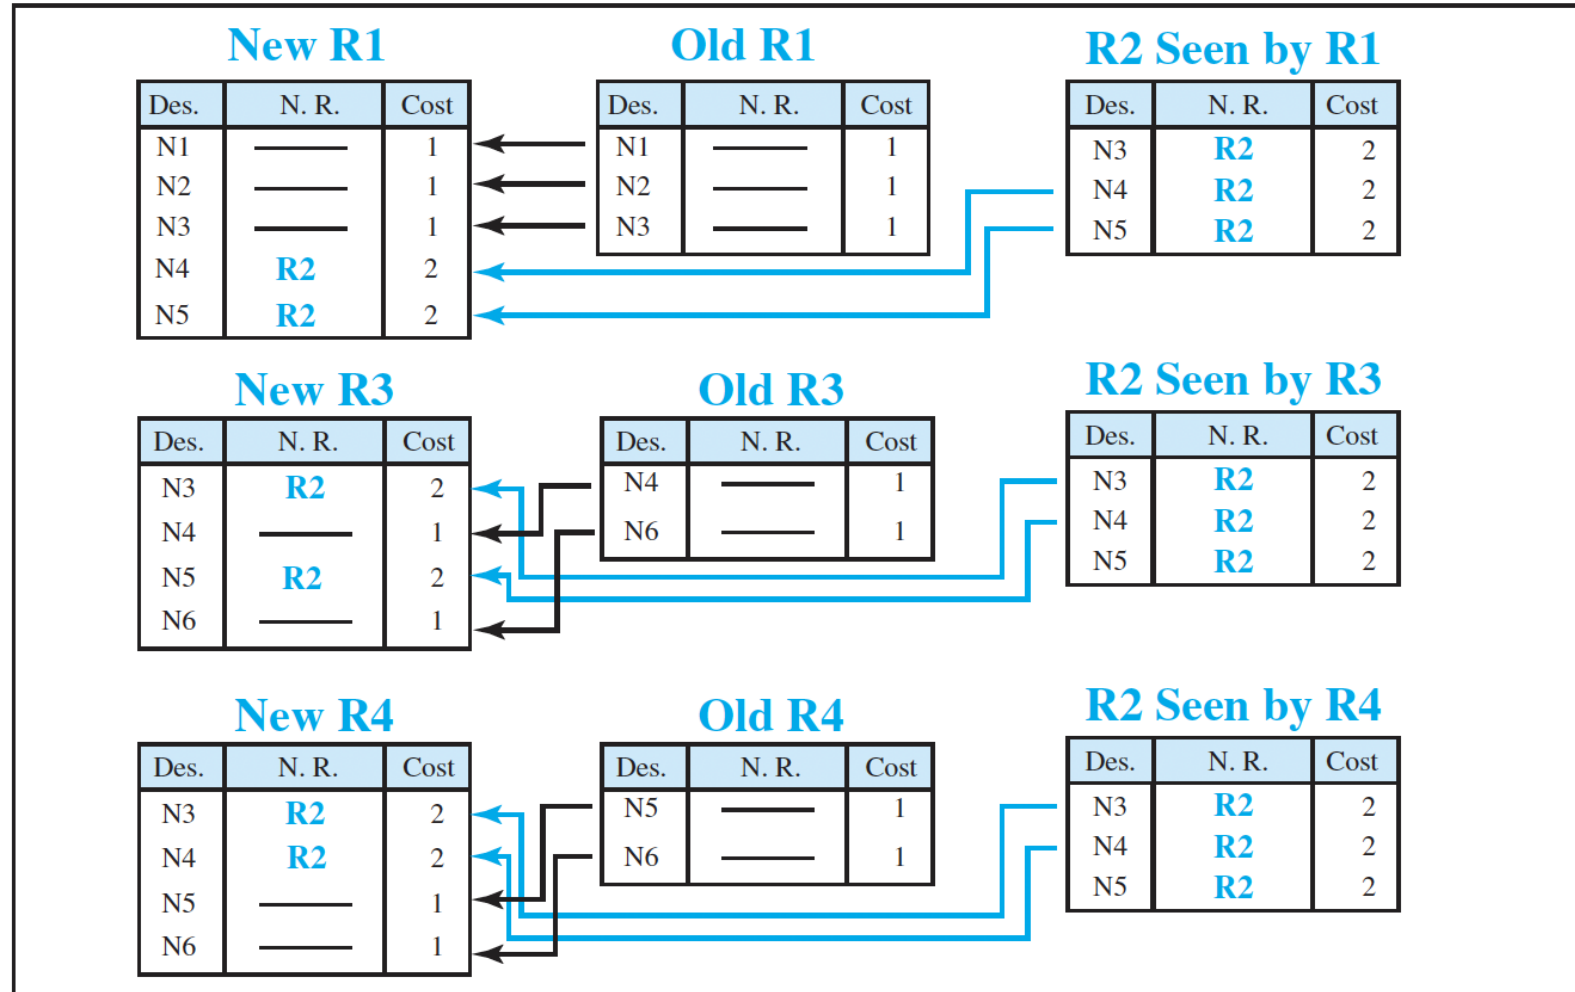 New R1
Des. N. R. Cost
N1 1
N2 1
N3 1
N4 R2 2
N5 R2 2
Old R1
Des. N. R. Cost
N1 1
N2 1
N3 1
R2 Seen by R1
Des. N. R. Cost
N3 R2 2
N4 R2 2
N5 R2 2
New R3
Des. N. R. Cost
N3 R2 2
N4 1
N5 R2 2
N6 1
Old R3
Des. N. R. Cost
N4 1
N6 1
R2 Seen by R3
Des. N. R. Cost
N3 R2 2
N4 R2 2
N5 R2 2
New R4
Des. N. R. Cost
N3 R2 2
N4 R2 2
N5 1
N6 1
Old R4
Des. N. R. Cost
N5 1
N6 1
R2 Seen by R4
Des. N. R. Cost
N3 R2 2
N4 R2 2
N5 R2 2